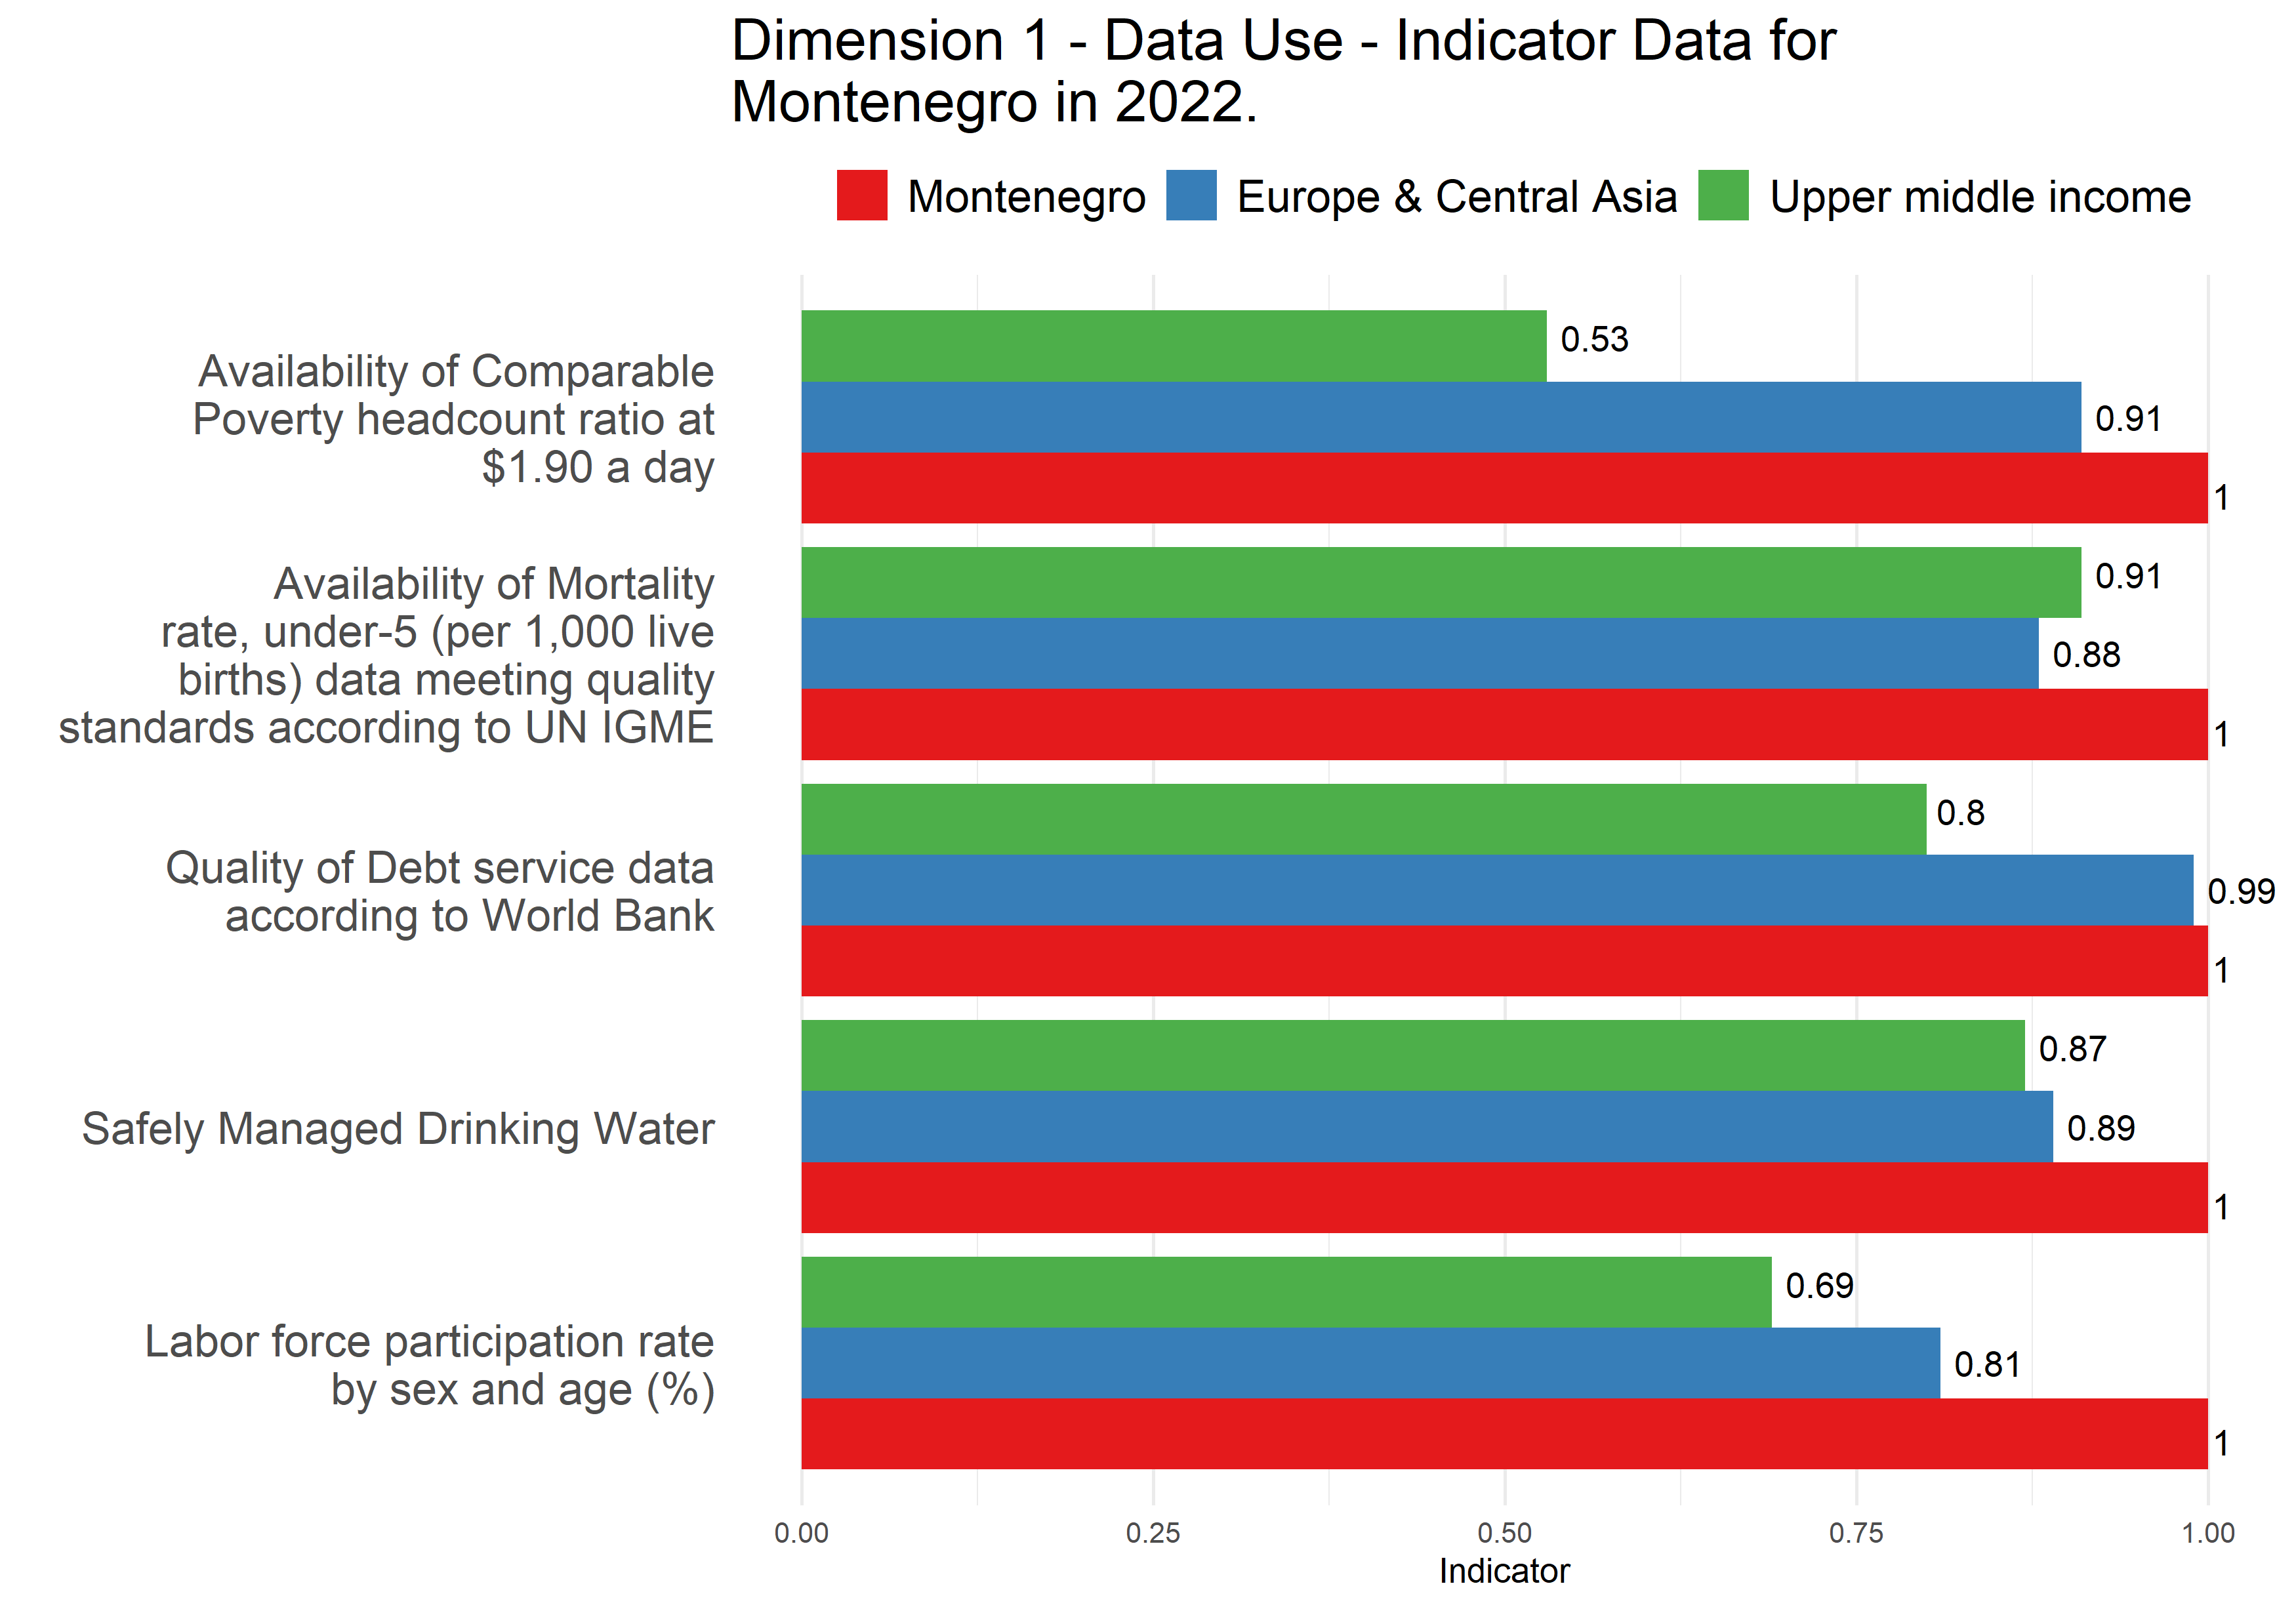 Dimension 1 - Data Use - Indicator Data for
Montenegro in 2022.
Montenegro
Europe & Central Asia
Upper middle income
Availability of Comparable
Poverty headcount ratio at
$1.90 a day
0.53
0.91
1
Availability of Mortality
rate, under-5 (per 1,000 live
births) data meeting quality
standards according to UN IGME
0.91
0.88
1
Quality of Debt service data
according to World Bank
0.8
0.99
1
Safely Managed Drinking Water
0.87
0.89
1
Labor force participation rate
by sex and age (%)
0.69
0.81
1
0.00
0.25
0.50
0.75
1.00
Indicator